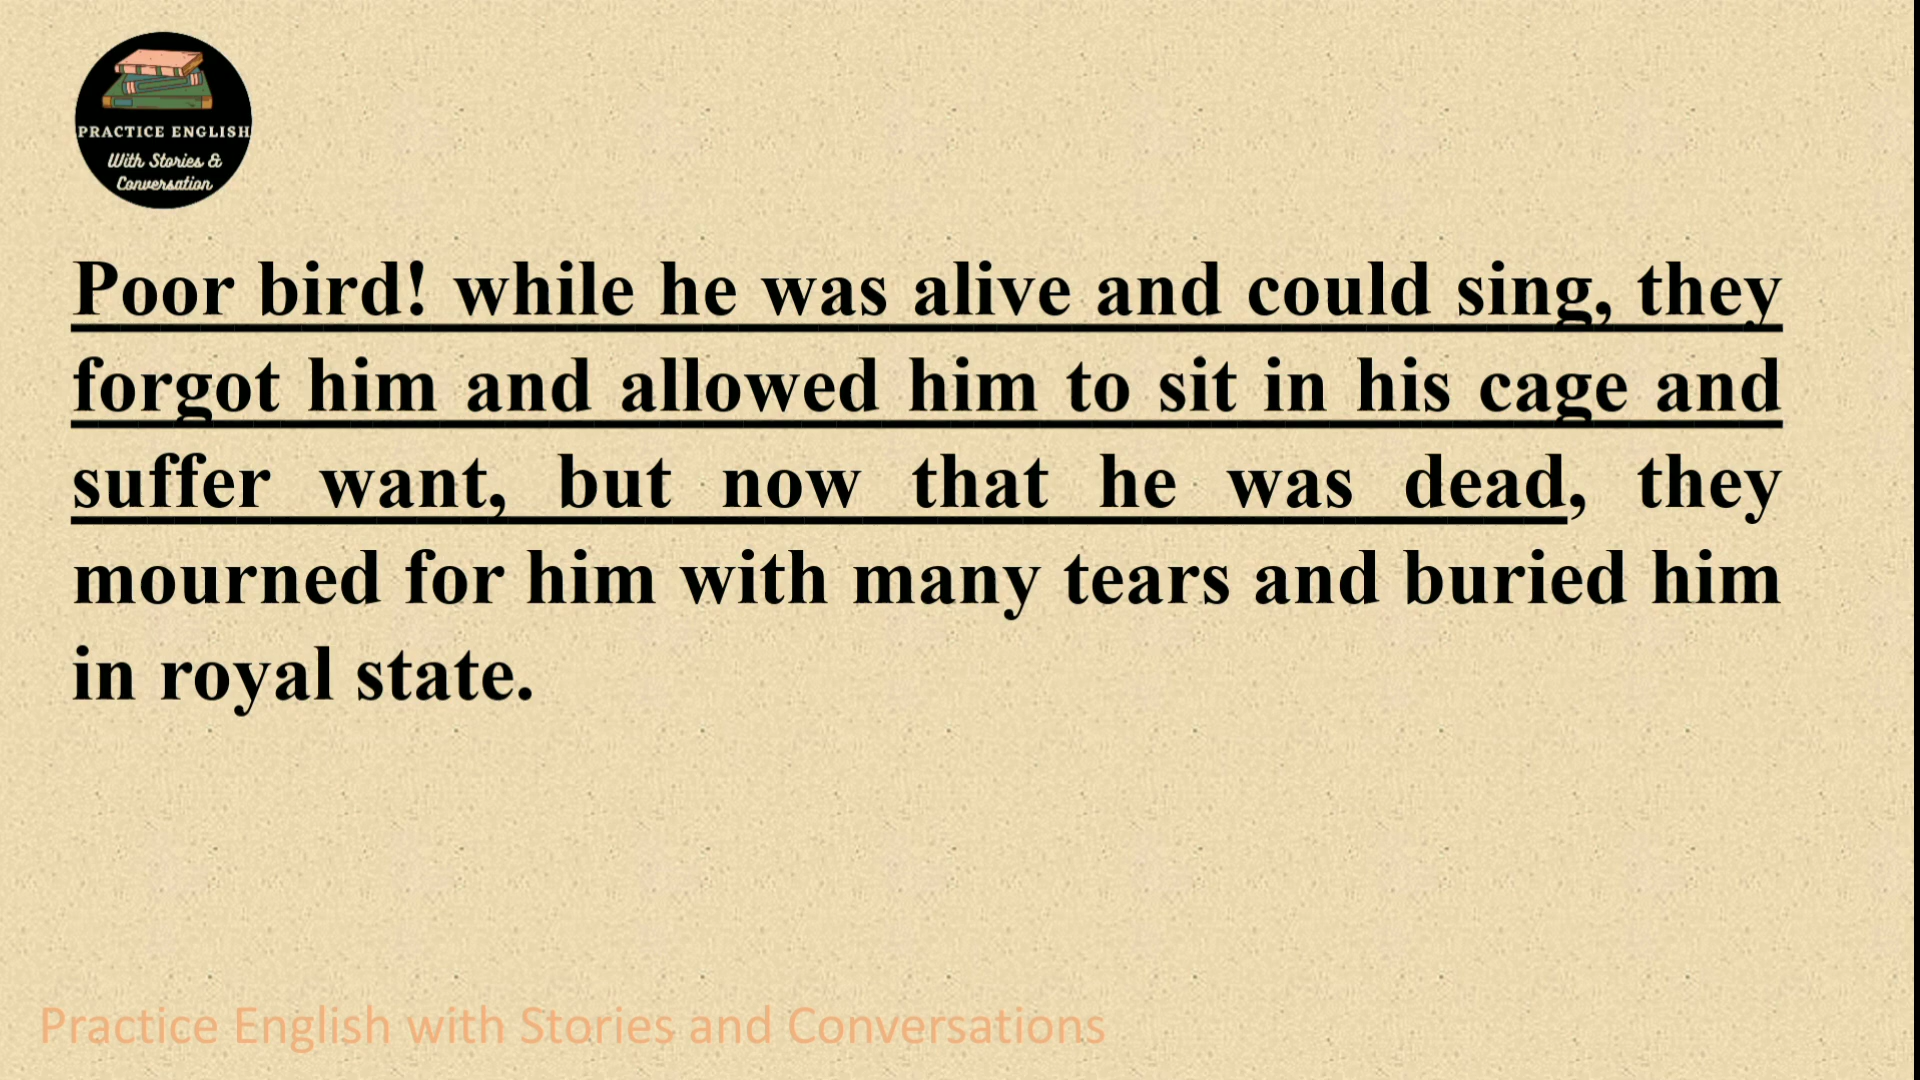 PRACTICE ENGLISH
With Stories &
Conversation
Poor bird! while he was alive and could sing, they
forgot him and allowed him to sit in his cage and
suffer want, but now that he was dead, they
mourned for him with many tears and buried him
in royal state.
Practice English with Stories and Conversations